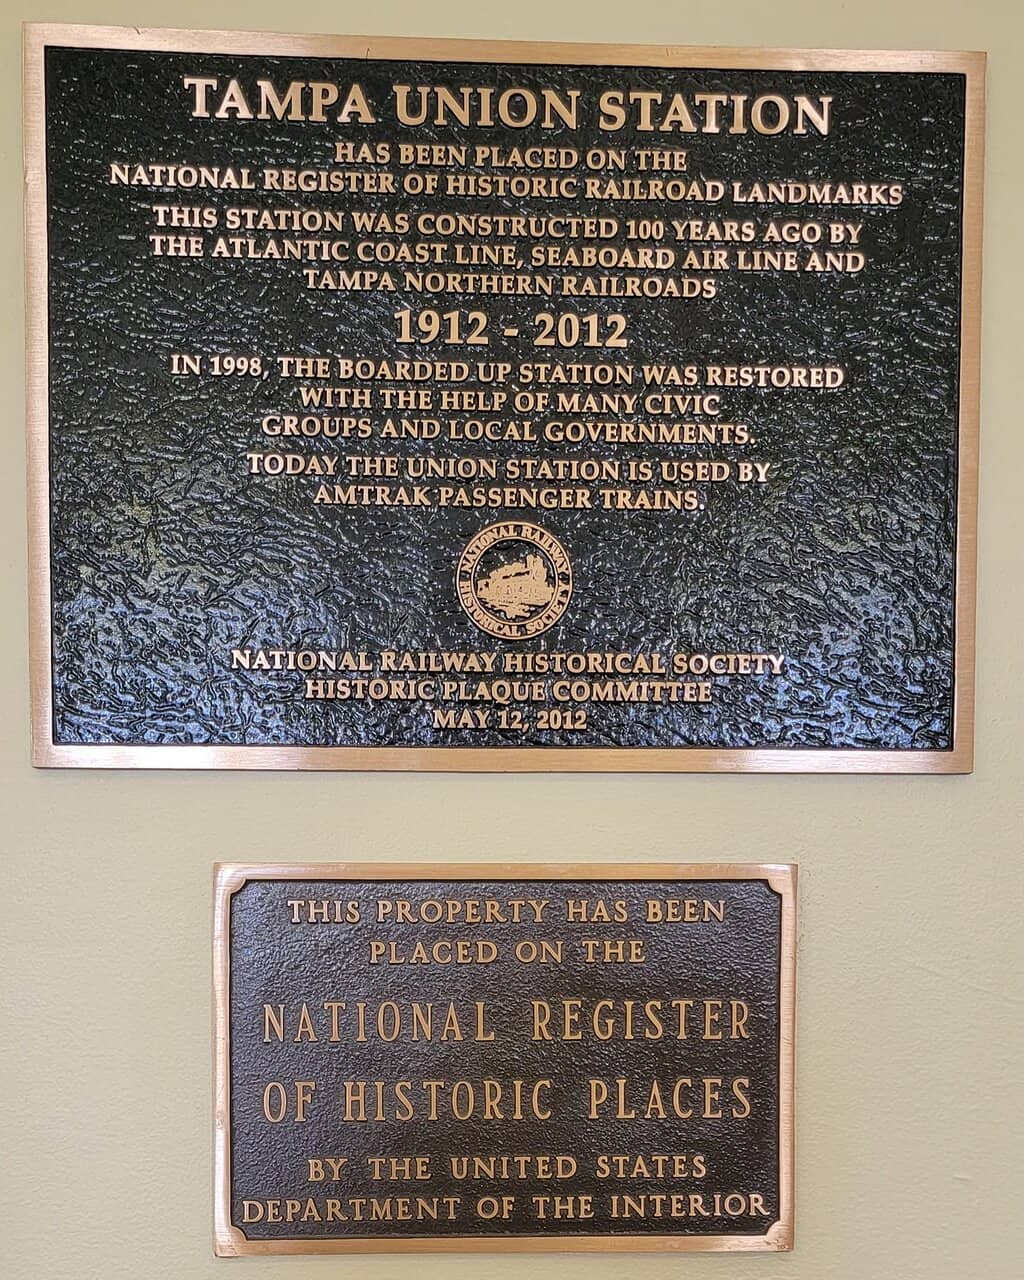 TAMPA UNION STATION
HAS BEEN PLACED ON THE
NATIONAL REGISTER OF HISTORIC RAILROAD LANDMARKS
THIS STATION WAS CONSTRUCTED 100 YEARS AGO BY
THE ATLANTIC COAST LINE, SEABOARD AIR LINE AND
TAMPA NORTHERN RAILROADS
1912 - 2012
IN 1998, THE BOARDED UP STATION WAS RESTORED
WITH THE HELP OF MANY CIVIC
GROUPS AND LOCAL GOVERNMENTS.
TODAY THE UNION STATION IS USED BY
AMTRAK PASSENGER TRAINS.
NATIONAL RAILWAY
HISTORICAL SOCIETY
NATIONAL RAILWAY HISTORICAL SOCIETY
HISTORIC PLAQUE COMMITTEE
MAY 12, 2012
THIS PROPERTY HAS BEEN
PLACED ON THE
NATIONAL REGISTER
OF HISTORIC PLACES
BY THE UNITED STATES
DEPARTMENT OF THE INTERIOR